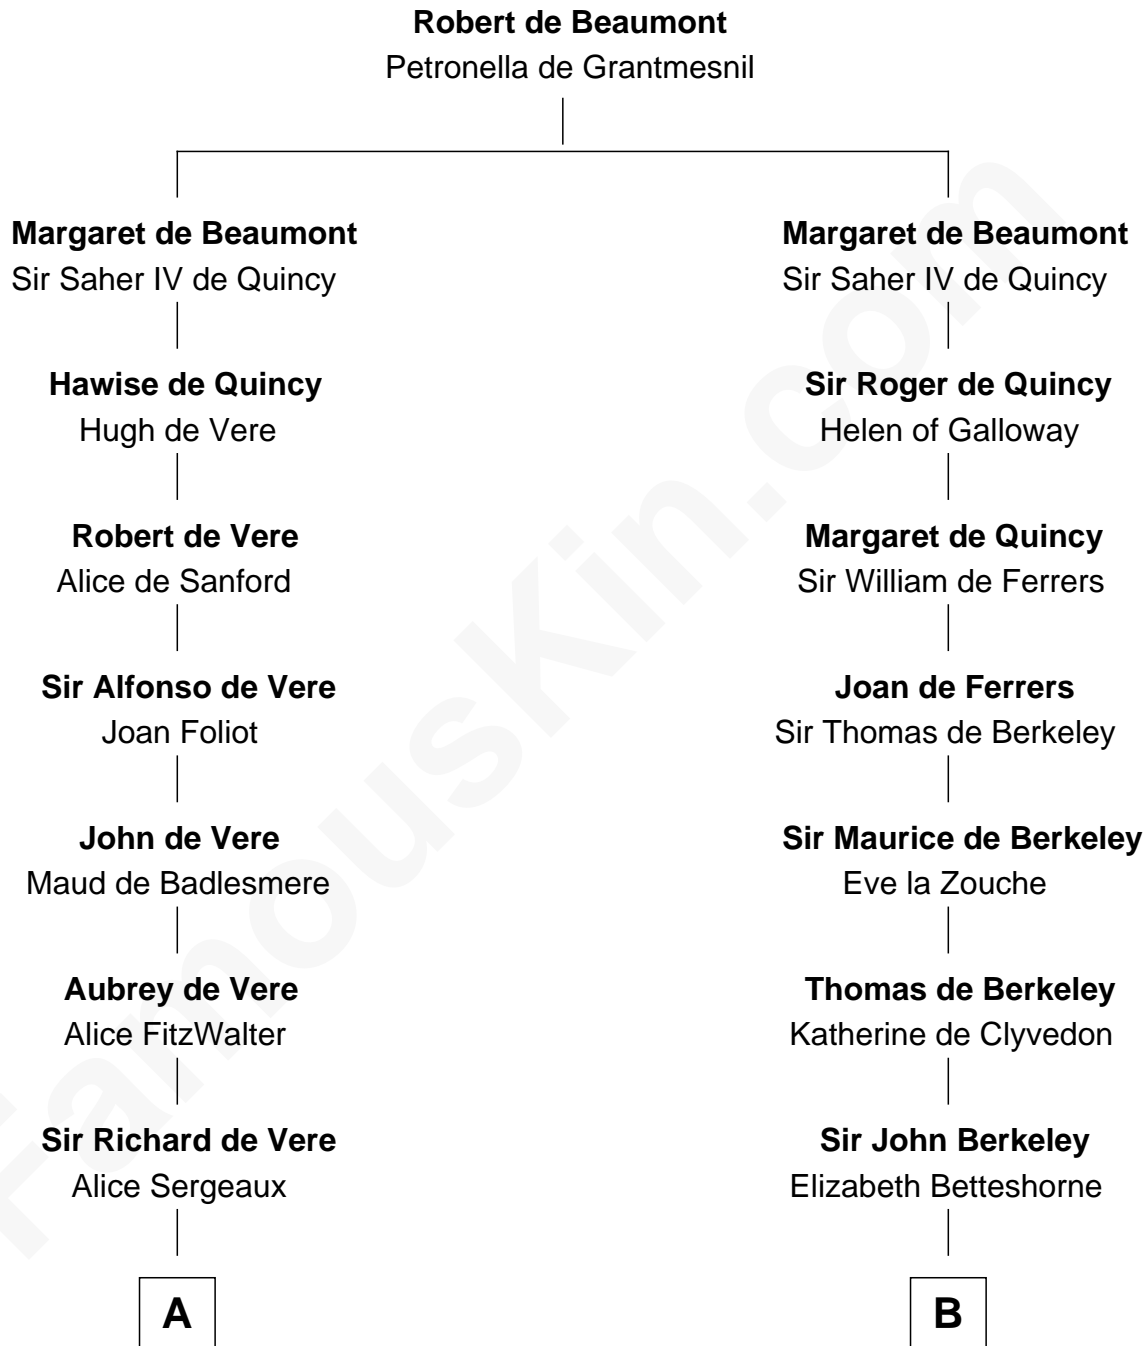 Robert de Beaumont
Petronella de Grantmesnil
Margaret de Beaumont
Sir Saher IV de Quincy
Margaret de Beaumont
Sir Saher IV de Quincy
Hawise de Quincy
Hugh de Vere
Sir Roger de Quincy
Helen of Galloway
Robert de Vere
Alice de Sanford
Margaret de Quincy
Sir William de Ferrers
Sir Alfonso de Vere
Joan Foliot
Joan de Ferrers
Sir Thomas de Berkeley
John de Vere
Maud de Badlesmere
Sir Maurice de Berkeley
Eve la Zouche
Aubrey de Vere
Alice FitzWalter
Thomas de Berkeley
Katherine de Clyvedon
Sir Richard de Vere
Alice Sergeaux
Sir John Berkeley
Elizabeth Betteshorne
A
B
FamousKin.com